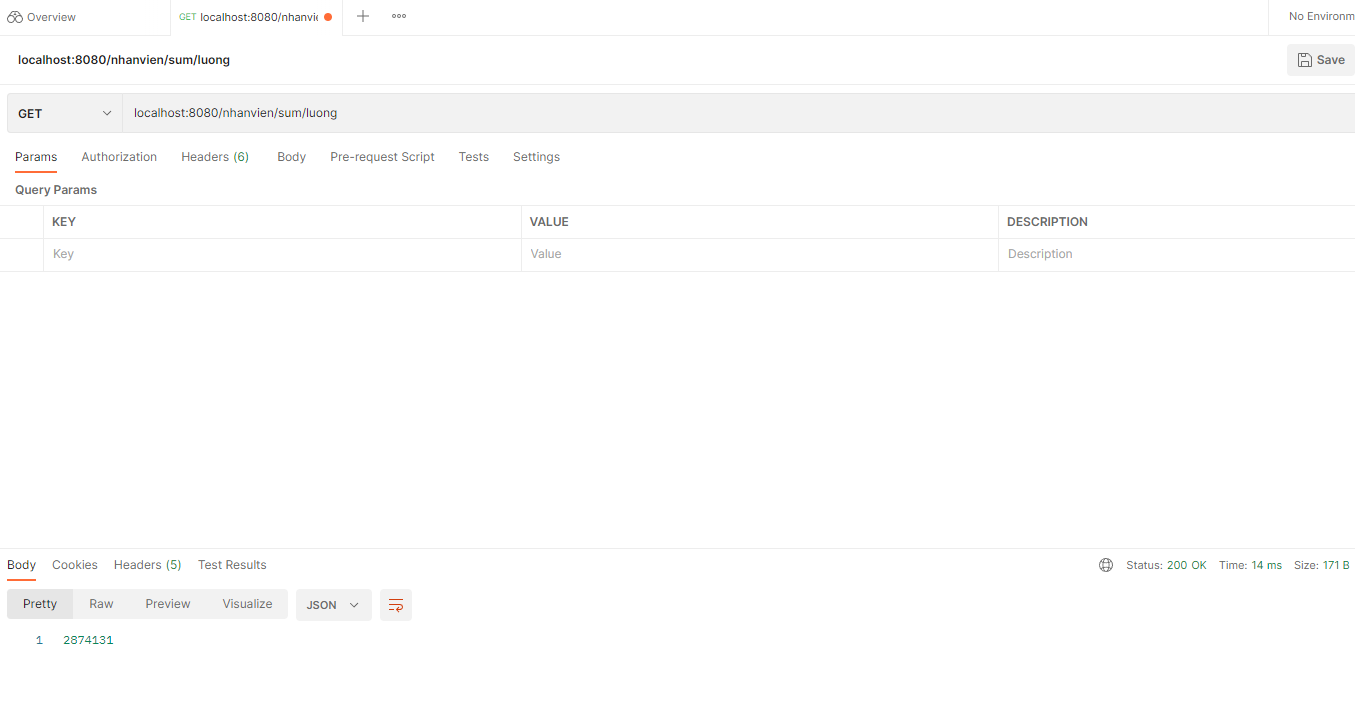 Overview GET localhost:8080/nhanvie No Environm
localhost:8080/nhanvien/sum/luong Save
GET localhost:8080/nhanvien/sum/luong
Params Authorization Headers (6) Body Pre-request Script Tests Settings
Query Params
KEY VALUE DESCRIPTION
Key Value Description
Body Cookies Headers (5) Test Results Status: 200 OK Time: 14 ms Size: 171 B
Pretty Raw Preview Visualize JSON
1 2874131